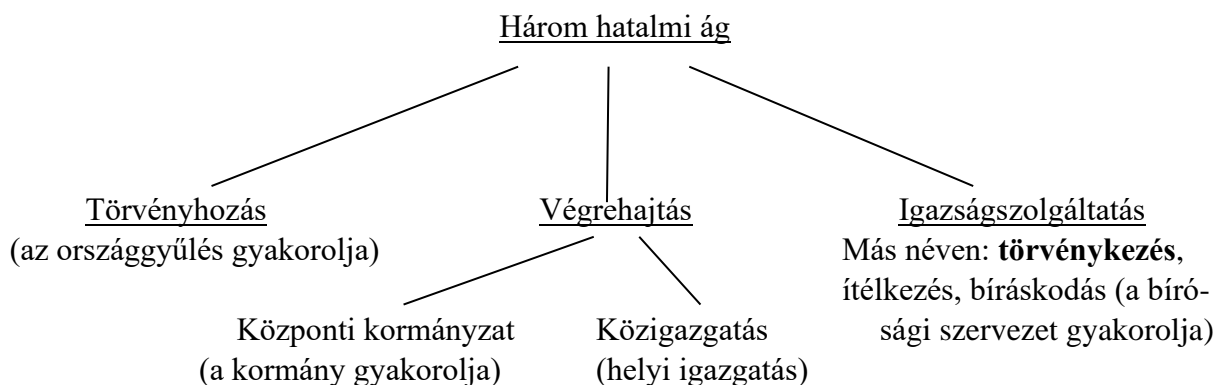 Három hatalmi ág
Törvényhozás
(az országgyűlés gyakorolja)
Végrehajtás
Központi kormányzat
(a kormány gyakorolja)
Közigazgatás
(helyi igazgatás)
Igazságszolgáltatás
Más néven: törvénykezés,
ítélkezés, bíráskodás (a bíró-
sági szervezet gyakorolja)